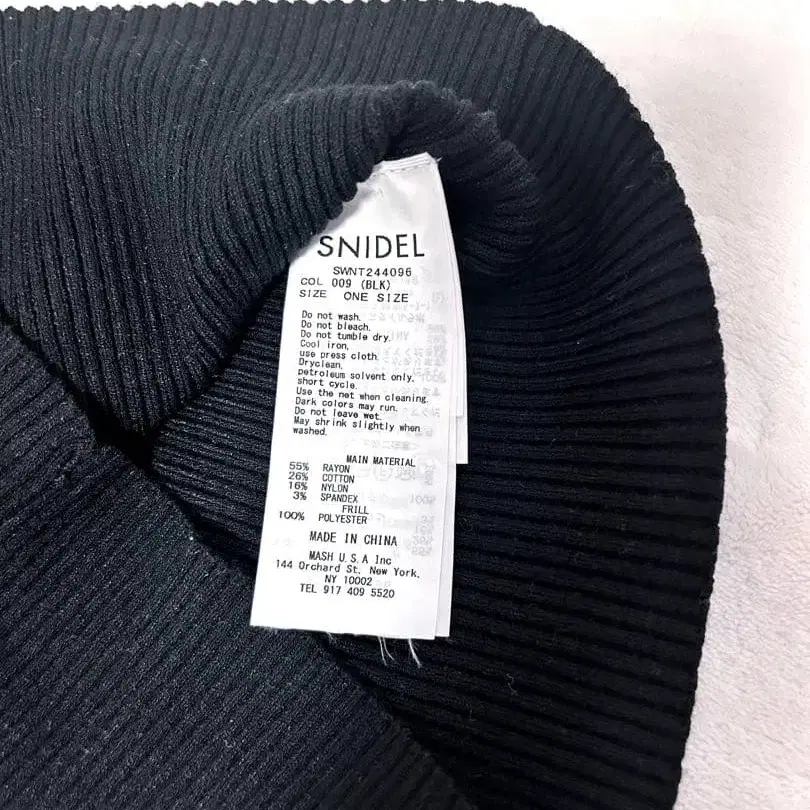 SNIDEL
SWNT244096
COL 009 (BLK)
SIZE ONE SIZE
Do not wash.
Do not bleach.
Do not tumble dry.
Cool iron,
use press cloth.
Dryclean,
petroleum solvent only.
short cycle.
Use the net when cleaning.
Dark colors may run.
Do not leave wet.
May shrink slightly when
washed.
MAIN MATERIAL
55% RAYON
26% COTTON
16% NYLON
3% SPANDEX
FRILL
100% POLYESTER
MADE IN CHINA
MASH U.S.A Inc
144 Orchard St. New York,
NY 10002
TEL 917 409 5520